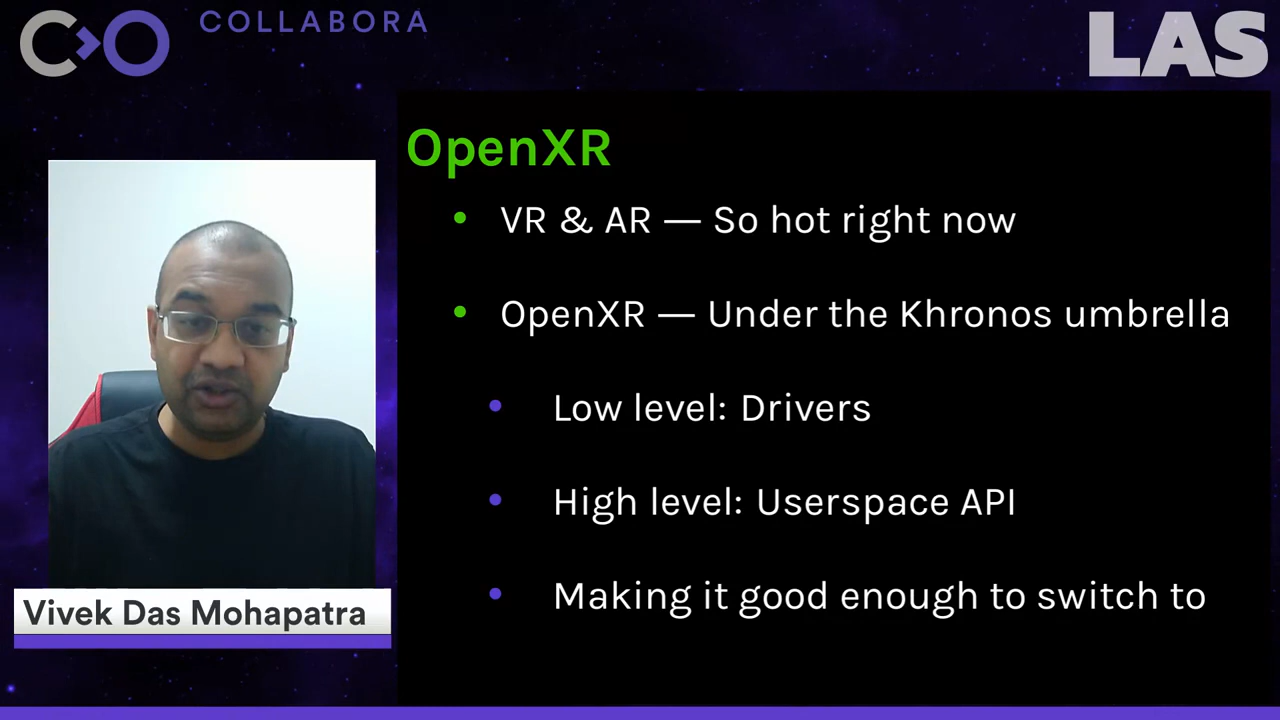 COLLABORA
LAS
OpenXR
VR & AR — So hot right now
OpenXR — Under the Khronos umbrella
Low level: Drivers
High level: Userspace API
Making it good enough to switch to
Vivek Das Mohapatra